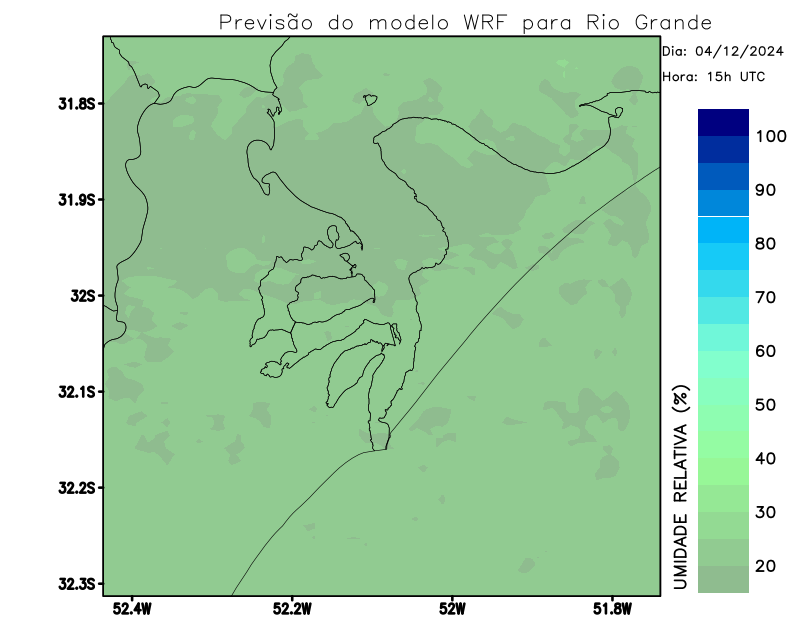 Previsão do modelo WRF para Rio Grande
Dia: 04/12/2024
Hora: 15h UTC
31.8S
31.9S
32S
32.1S
32.2S
32.3S
52.4W
52.2W
52W
51.8W
UMIDADE RELATIVA (%)
100
90
80
70
60
50
40
30
20